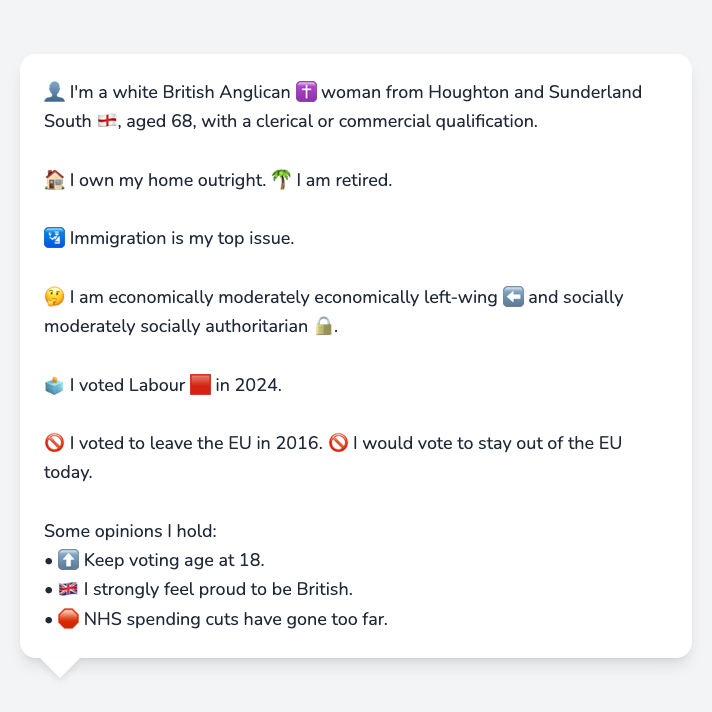 👤 I'm a white British Anglican ✝️ woman from Houghton and Sunderland
South 🏴󠁧󠁢󠁥󠁮󠁧󠁿, aged 68, with a clerical or commercial qualification.
🏠 I own my home outright. 🌴 I am retired.
🛂 Immigration is my top issue.
🤔 I am economically moderately economically left-wing ⬅️ and socially
moderately socially authoritarian 🔒.
🗳️ I voted Labour 🟥 in 2024.
🚫 I voted to leave the EU in 2016. 🚫 I would vote to stay out of the EU
today.
Some opinions I hold:
• ⬆️ Keep voting age at 18.
• 🇬🇧 I strongly feel proud to be British.
• 🛑 NHS spending cuts have gone too far.